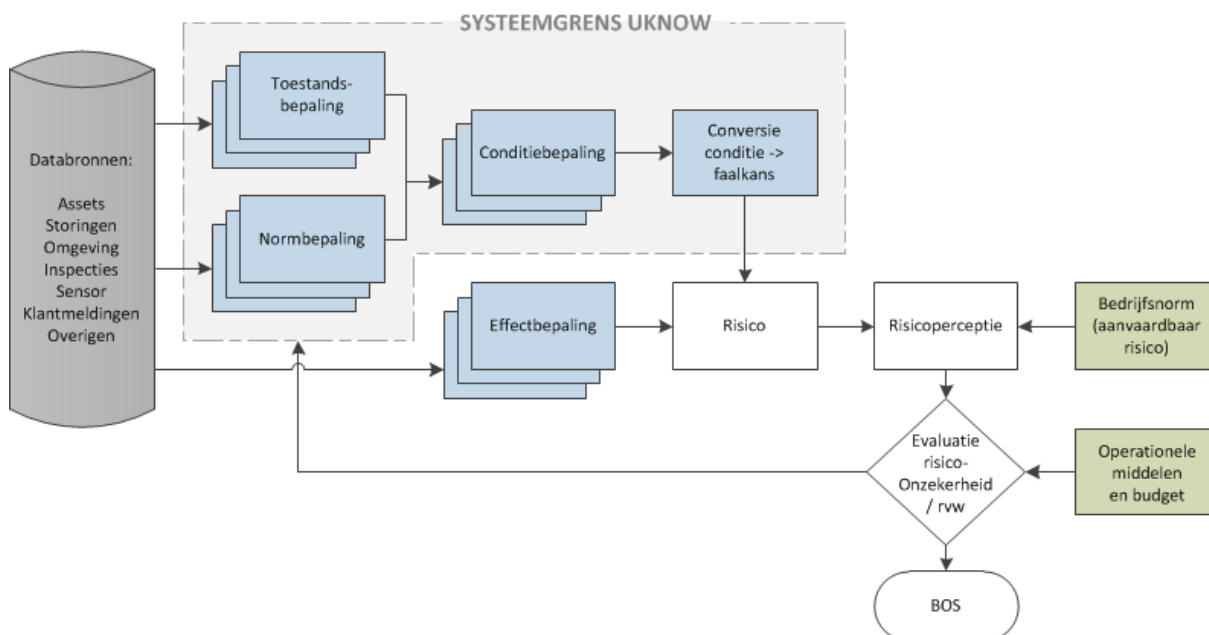 SYSTEEMGRENS UKNOW
Databronnen:
Assets
Storingen
Omgeving
Inspecties
Sensor
Klantmeldingen
Overigen
Toestands-
bepaling
Normbepaling
Conditiebepaling
Conversie
conditie ->
faalkans
Effectbepaling
Risico
Risicoperceptie
Bedrijfsnorm
(aanvaardbaar
risico)
Evaluatie
risico-
Onzekerheid
/ rvw
Operationele
middelen
en budget
BOS